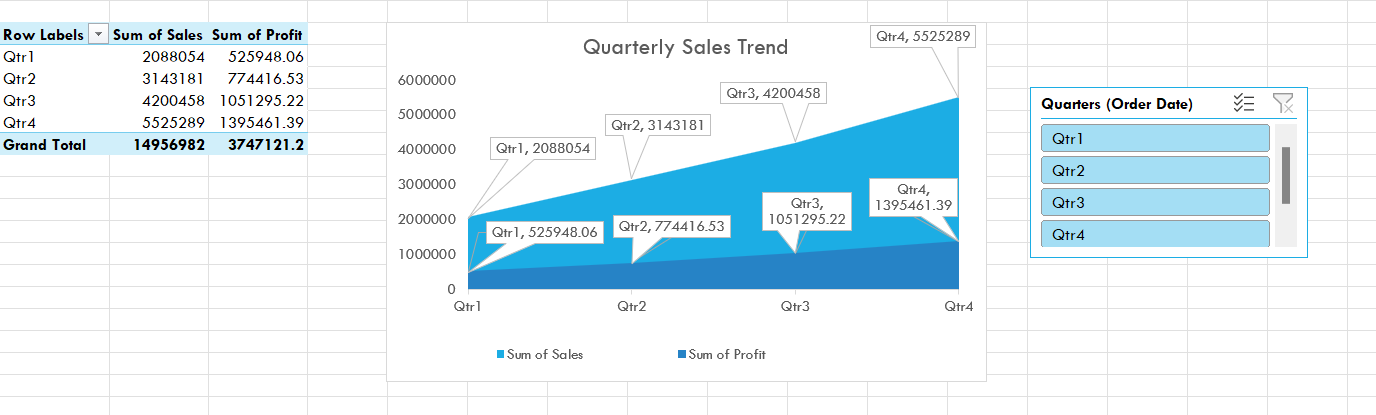 Row Labels Sum of Sales Sum of Profit
Qtr1 2088054 525948.06
Qtr2 3143181 774416.53
Qtr3 4200458 1051295.22
Qtr4 5525289 1395461.39
Grand Total 14956982 3747121.2
Quarterly Sales Trend
Qtr4, 5525289
6000000
Qtr3, 4200458
5000000
Qtr2, 3143181
4000000
Qtr1, 2088054
3000000
Qtr4,
1395461.39
Qtr3,
1051295.22
2000000
Qtr2, 774416.53
Qtr1, 525948.06
1000000
0
Qtr1 Qtr2 Qtr3 Qtr4
Sum of Sales Sum of Profit
Quarters (Order Date)
Qtr1
Qtr2
Qtr3
Qtr4